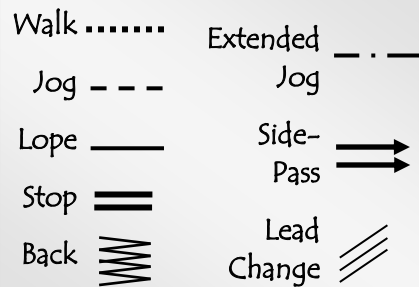 Walk
Jog
Lope
Stop
Back
Extended
Jog
Side-
Pass
Lead
Change